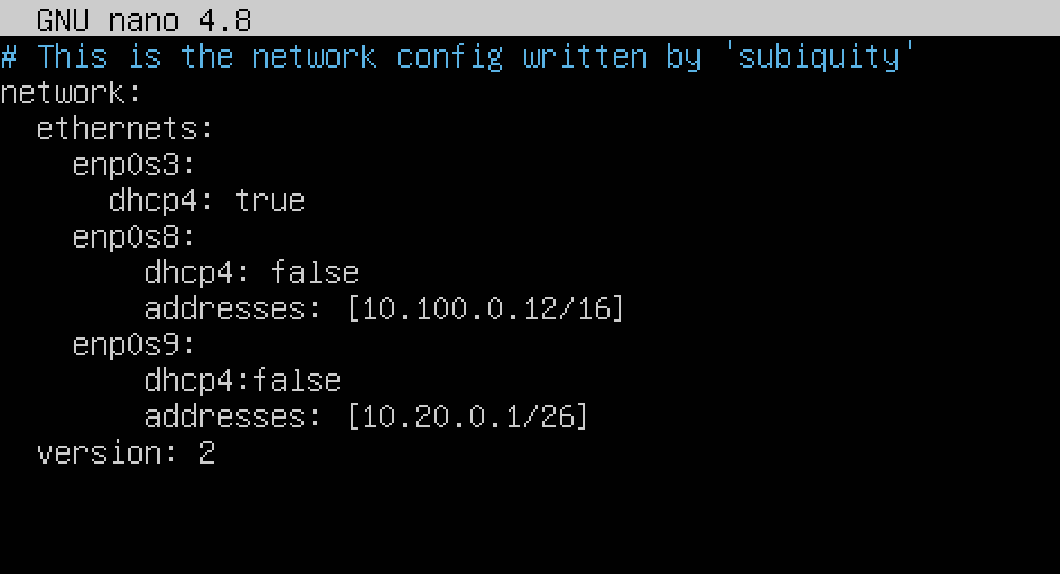 GNU nano 4.8
# This is the network config written by 'subiquity'
network:
  ethernets:
    enp0s3:
      dhcp4: true
    enp0s8:
        dhcp4: false
        addresses: [10.100.0.12/16]
    enp0s9:
        dhcp4:false
        addresses: [10.20.0.1/26]
  version: 2